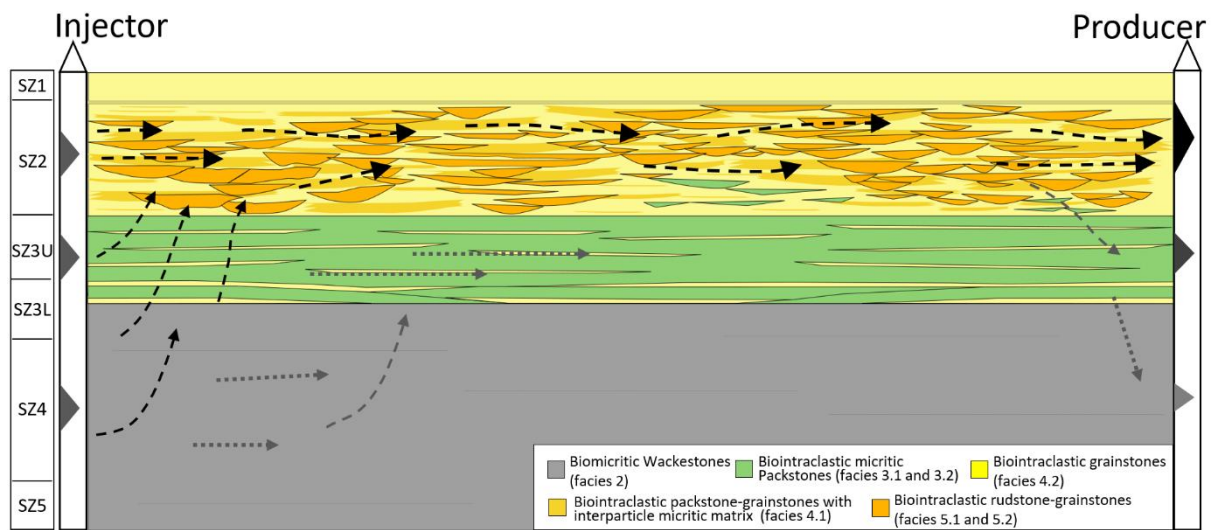 Injector
Producer
SZ1
SZ2
SZ3U
SZ3L
SZ4
SZ5
Biomicritic Wackestones
(facies 2)
Biointraclastic micritic
Packstones (facies 3.1 and 3.2)
Biointraclastic grainstones
(facies 4.2)
Biointraclastic packstone-grainstones with
interparticle micritic matrix (facies 4.1)
Biointraclastic rudstone-grainstones
(facies 5.1 and 5.2)